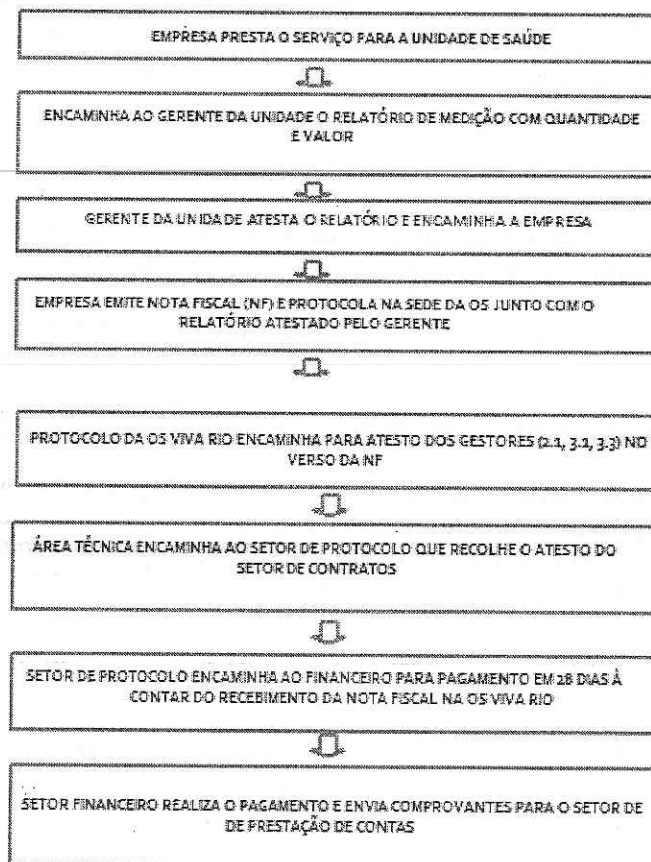 EMPRESA PRESTA O SERVIÇO PARA A UNIDADE DE SAÚDE
ENCAMINHA AO GERENTE DA UNIDADE O RELATÓRIO DE MEDIÇÃO COM QUANTIDADE
E VALOR
GERENTE DA UNIDADE ATESTA O RELATÓRIO E ENCAMINHA A EMPRESA
EMPRESA EMITE NOTA FISCAL (NF) E PROTOCOLA NA SEDE DA OS JUNTO COM O
RELATÓRIO ATESTADO PELO GERENTE
PROTOCOLO DA OS VIVA RIO ENCAMINHA PARA ATESTO DOS GESTORES (2.1, 3.1, 3.3) NO
VERSO DA NF
ÁREA TÉCNICA ENCAMINHA AO SETOR DE PROTOCOLO QUE RECOLHE O ATESTO DO
SETOR DE CONTRATOS
SETOR DE PROTOCOLO ENCAMINHA AO FINANCEIRO PARA PAGAMENTO EM 28 DIAS À
CONTAR DO RECEBIMENTO DA NOTA FISCAL NA OS VIVA RIO
SETOR FINANCEIRO REALIZA O PAGAMENTO E ENVIA COMPROVANTES PARA O SETOR DE
DE PRESTAÇÃO DE CONTAS